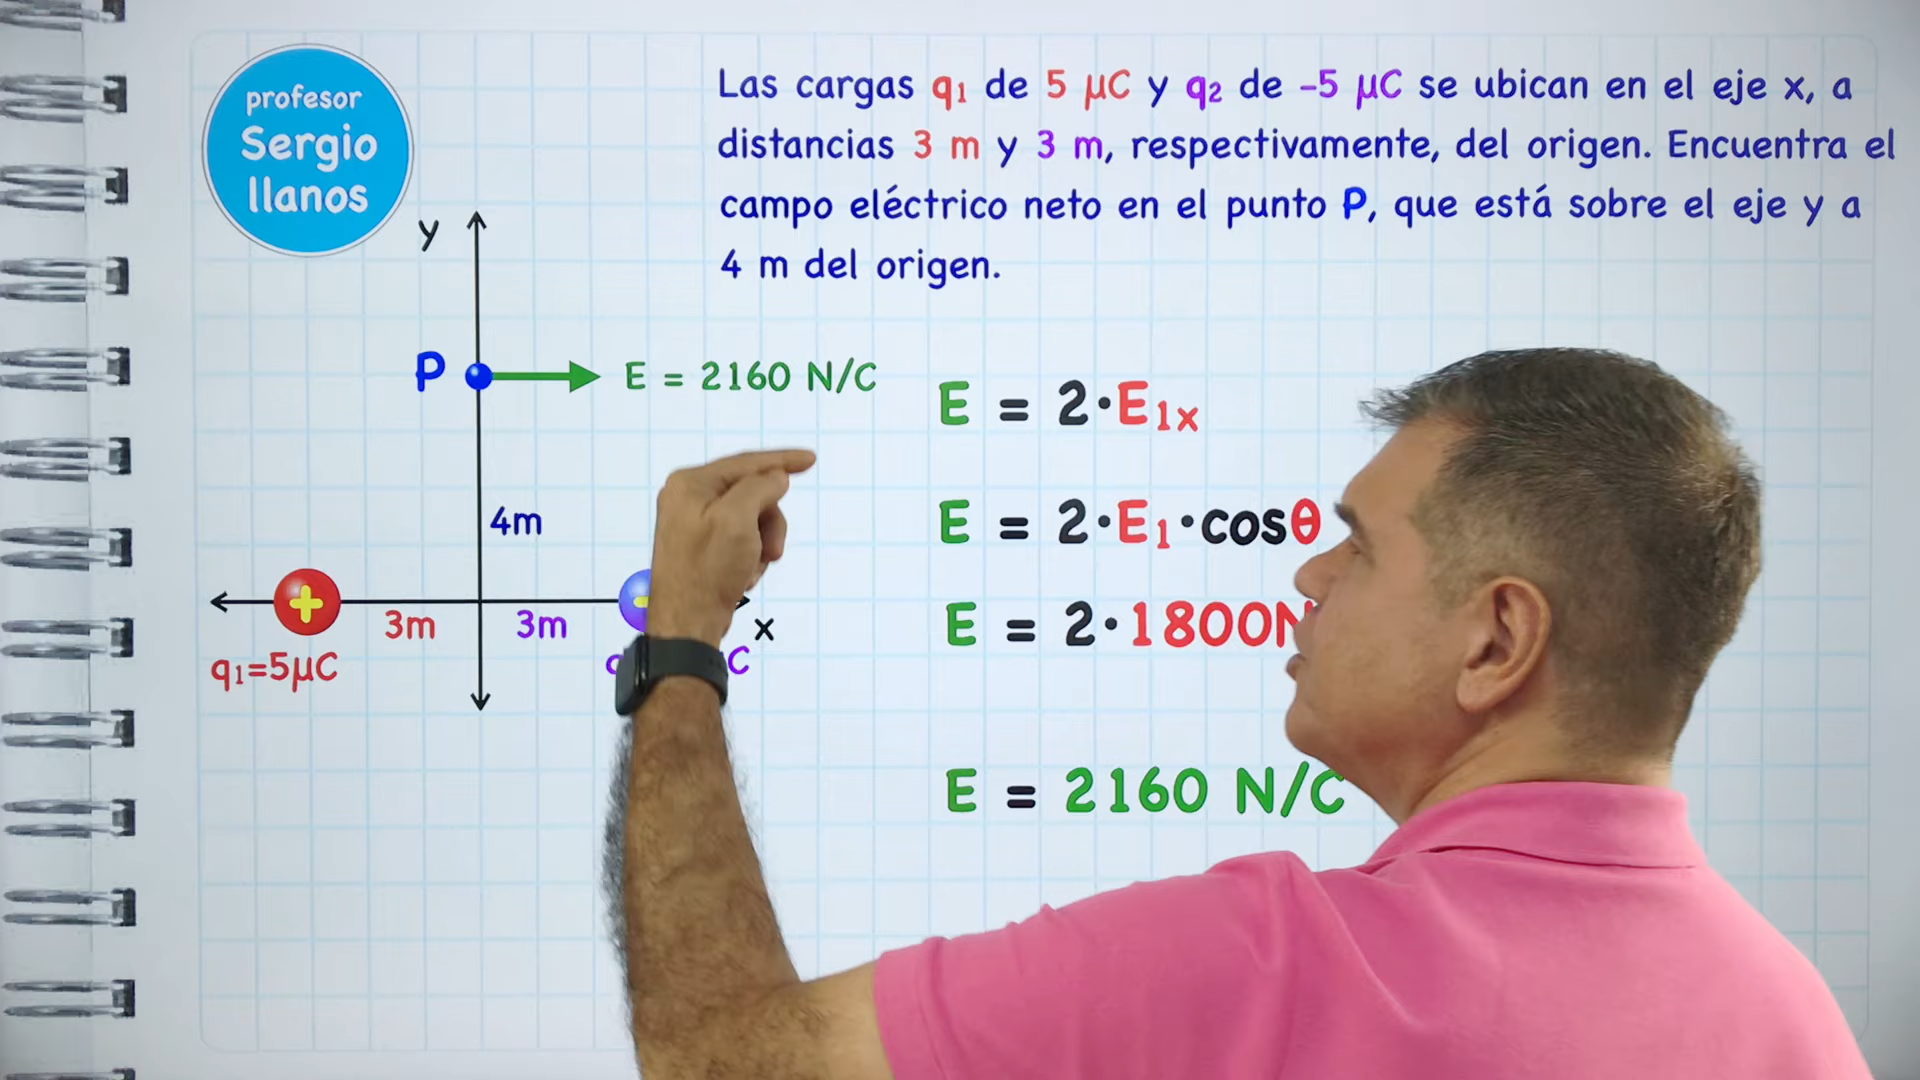 profesor
Sergio
llanos
Las cargas q1 de 5 µC y q2 de -5 µC se ubican en el eje x, a
distancias 3 m y 3 m, respectivamente, del origen. Encuentra el
campo eléctrico neto en el punto P, que está sobre el eje y a
4 m del origen.
y
P
E = 2160 N/C
4m
3m
3m
x
q1=5µC
C
E = 2·E1x
E = 2·E1·cosθ
E = 2·1800N
E = 2160 N/C